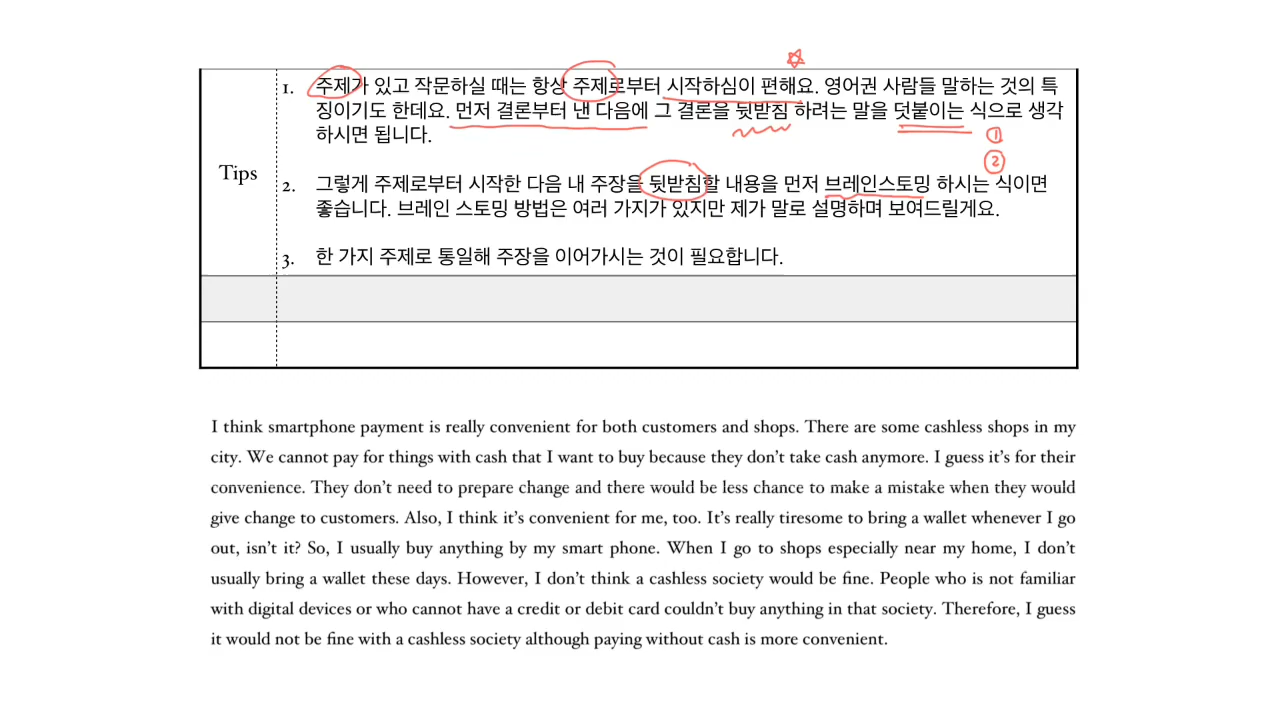 1. 주제가 있고 작문하실 때는 항상 주제로부터 시작하심이 편해요. 영어권 사람들 말하는 것의 특
징이기도 한데요. 먼저 결론부터 낸 다음에 그 결론을 뒷받침 하려는 말을 덧붙이는 식으로 생각
하시면 됩니다.
①
②
Tips
2. 그렇게 주제로부터 시작한 다음 내 주장을 뒷받침할 내용을 먼저 브레인스토밍 하시는 식이면
좋습니다. 브레인 스토밍 방법은 여러 가지가 있지만 제가 말로 설명하며 보여드릴게요.
3. 한 가지 주제로 통일해 주장을 이어가시는 것이 필요합니다.
I think smartphone payment is really convenient for both customers and shops. There are some cashless shops in my
city. We cannot pay for things with cash that I want to buy because they don't take cash anymore. I guess it's for their
convenience. They don't need to prepare change and there would be less chance to make a mistake when they would
give change to customers. Also, I think it's convenient for me, too. It's really tiresome to bring a wallet whenever I go
out, isn't it? So, I usually buy anything by my smart phone. When I go to shops especially near my home, I don't
usually bring a wallet these days. However, I don't think a cashless society would be fine. People who is not familiar
with digital devices or who cannot have a credit or debit card couldn't buy anything in that society. Therefore, I guess
it would not be fine with a cashless society although paying without cash is more convenient.